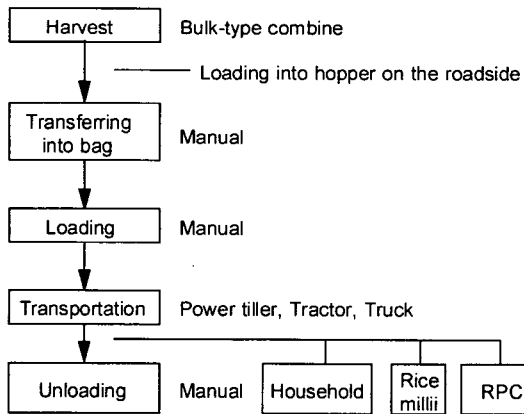 Harvest Bulk-type combine
Loading into hopper on the roadside
Transferring
into bag Manual
Loading Manual
Transportation Power tiller, Tractor, Truck
Unloading Manual Household Rice
millii RPC